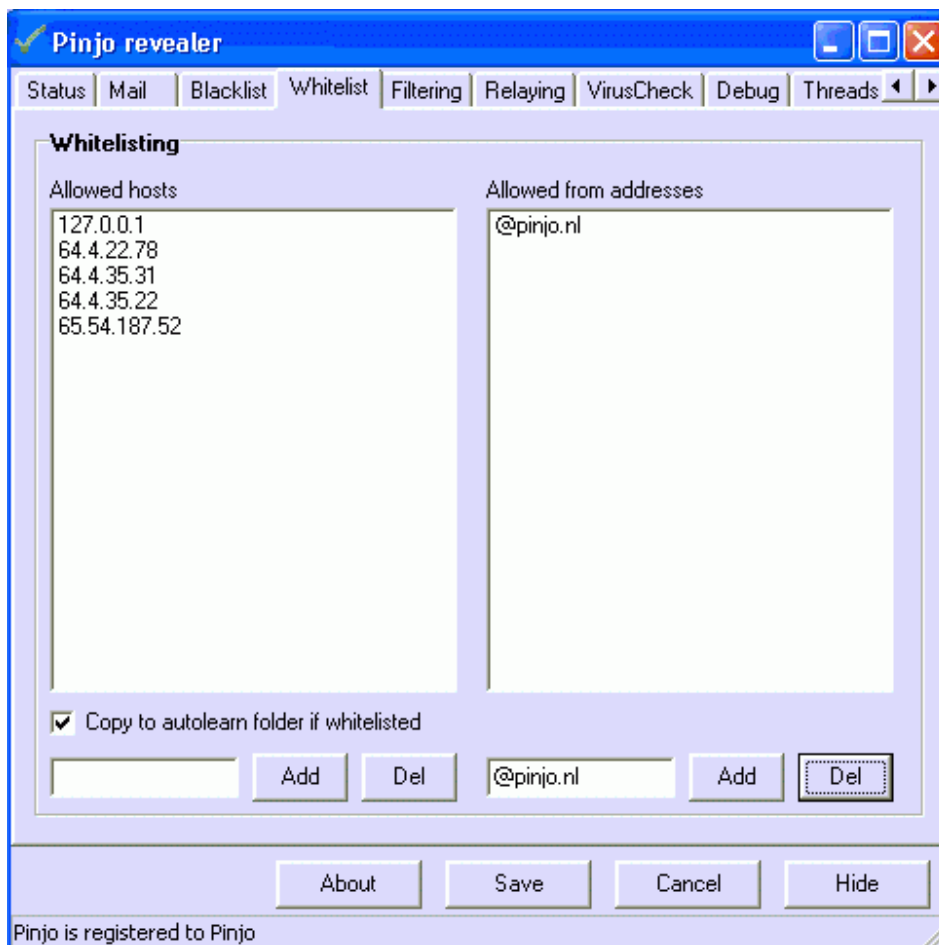 Pinjo revealer
Status Mail Blacklist Whitelist Filtering Relaying VirusCheck Debug Threads
Whitelisting
Allowed hosts
127.0.0.1
64.4.22.78
64.4.35.31
64.4.35.22
65.54.187.52
Allowed from addresses
@pinjo.nl
Copy to autolearn folder if whitelisted
Add Del @pinjo.nl Add Del
About Save Cancel Hide
Pinjo is registered to Pinjo